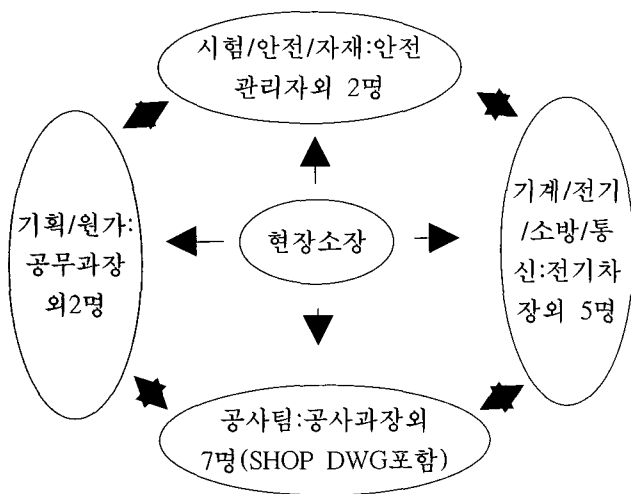 시험/안전/자재:안전
관리자외 2명
기획/원가:
공무과장
외2명
현장소장
기계/전기
/소방/통
신:전기차
장외 5명
공사팀:공사과장외
7명(SHOP DWG포함)